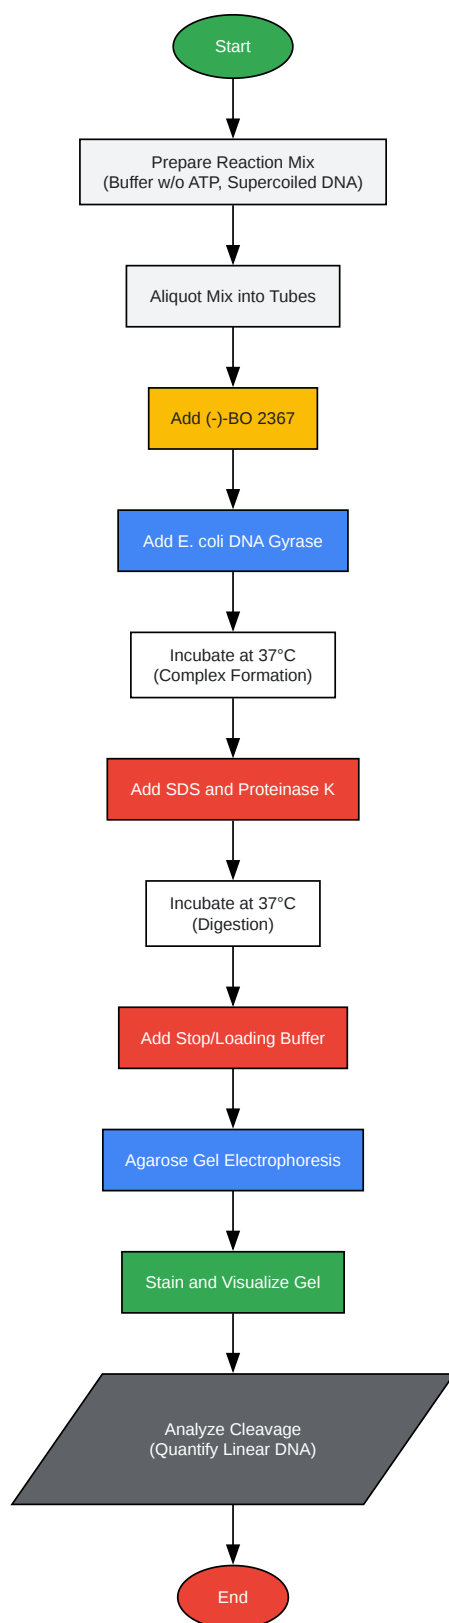 Start
Prepare Reaction Mix
(Buffer w/o ATP, Supercoiled DNA)
Aliquot Mix into Tubes
Add (-)-BO 2367
Add E. coli DNA Gyrase
Incubate at 37°C
(Complex Formation)
Add SDS and Proteinase K
Incubate at 37°C
(Digestion)
Add Stop/Loading Buffer
Agarose Gel Electrophoresis
Stain and Visualize Gel
Analyze Cleavage
(Quantify Linear DNA)
End